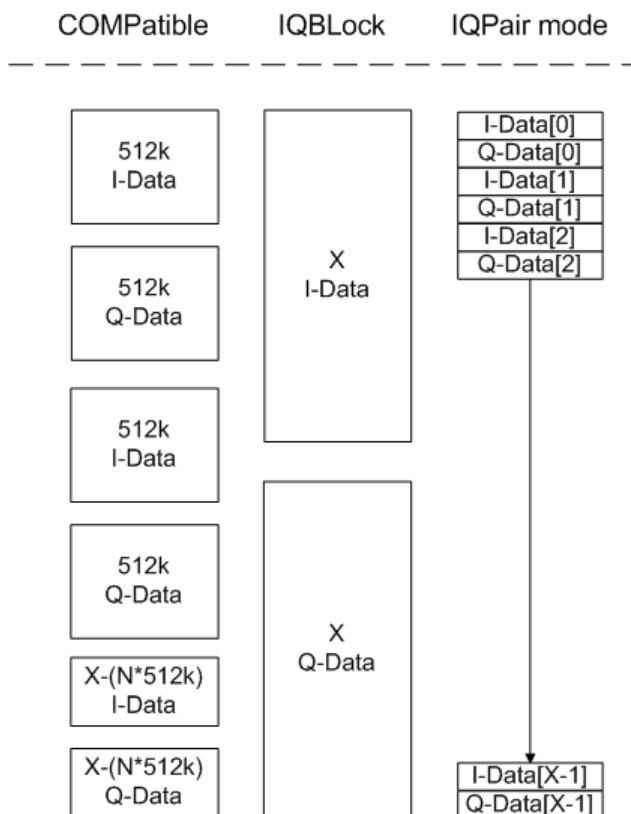 COMPatible IQBLock IQPair mode
512k
I-Data
512k
Q-Data
512k
I-Data
512k
Q-Data
X-(N*512k)
I-Data
X-(N*512k)
Q-Data
X
I-Data
X
Q-Data
I-Data[0]
Q-Data[0]
I-Data[1]
Q-Data[1]
I-Data[2]
Q-Data[2]
I-Data[X-1]
Q-Data[X-1]